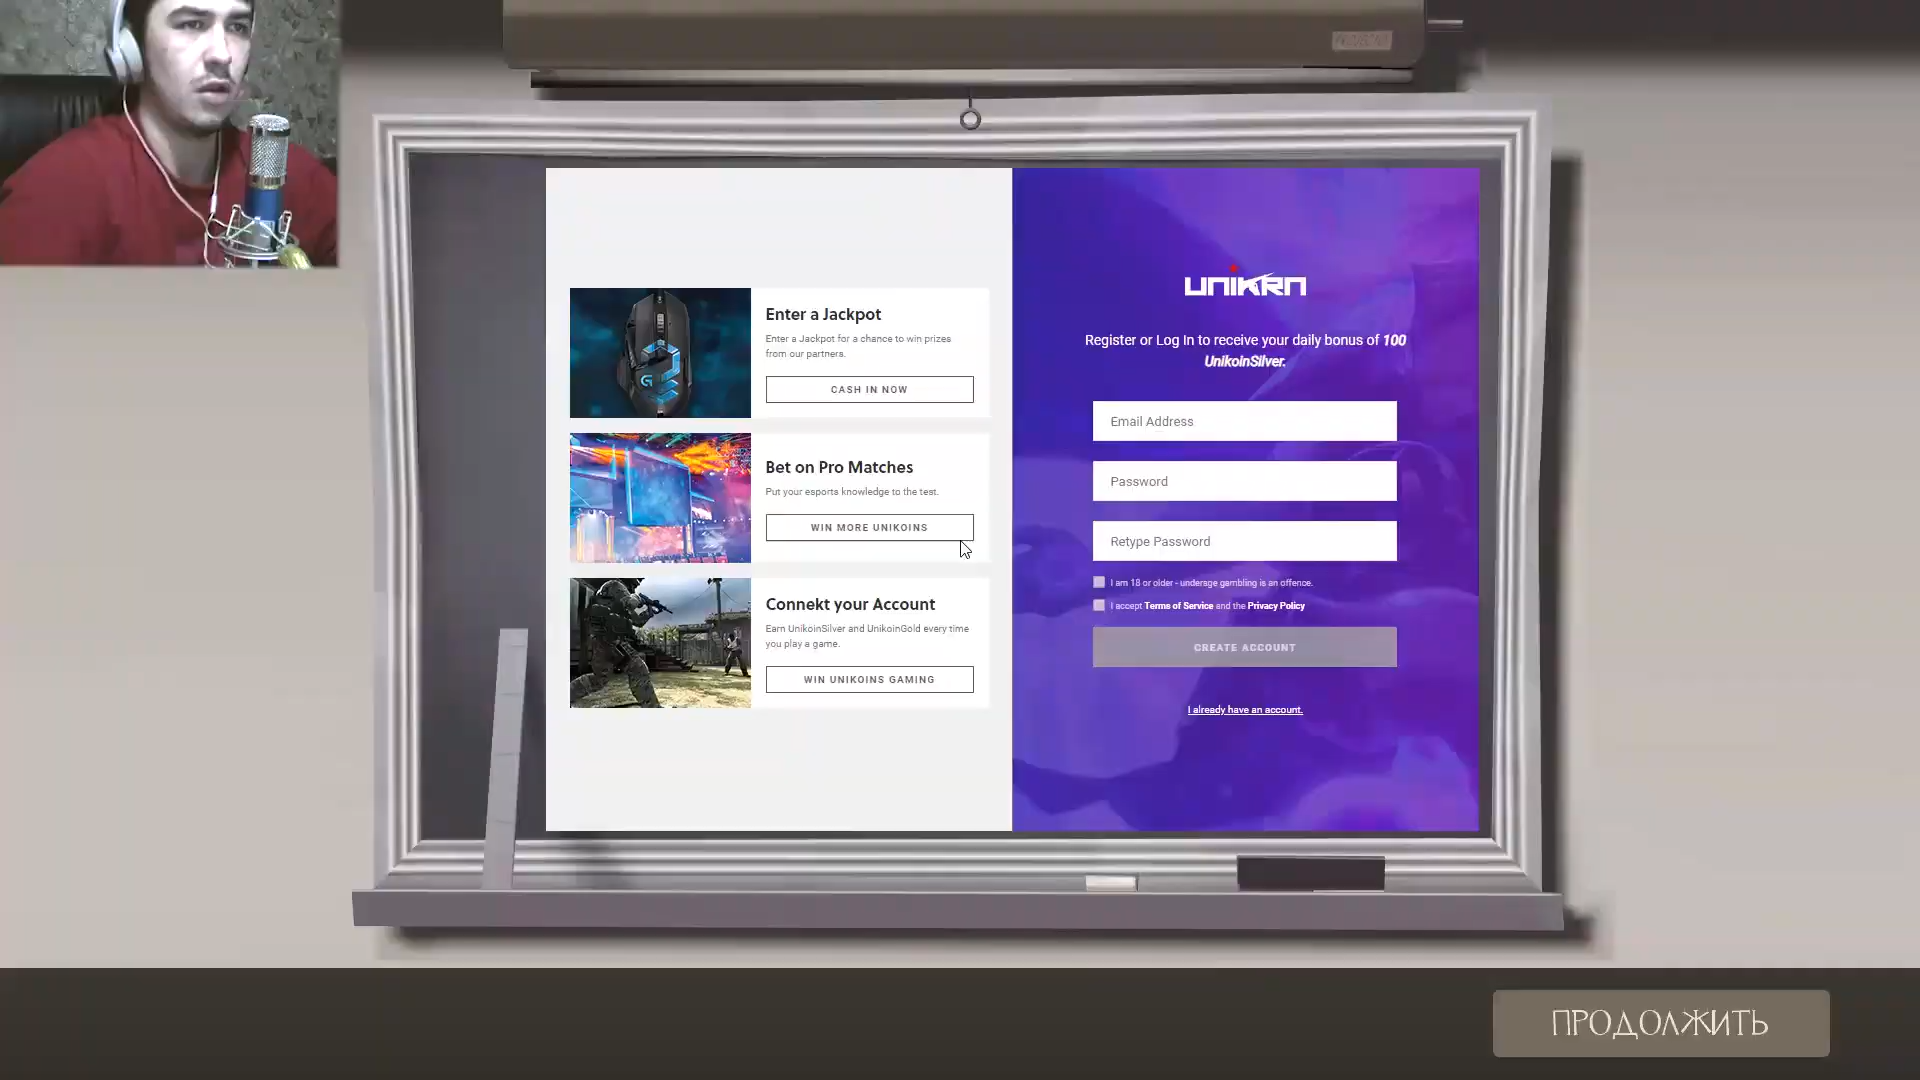 Enter a Jackpot
Enter a Jackpot for a chance to win prizes
from our partners.
CASH IN NOW
Bet on Pro Matches
Put your esports knowledge to the test.
WIN MORE UNIKOINS
Connekt your Account
Earn UnikoinSilver and UnikoinGold every time
you play a game.
WIN UNIKOINS GAMING
UNIKRN
Register or Log In to receive your daily bonus of 100
UnikoinSilver.
Email Address
Password
Retype Password
I am 18 or older - underage gambling is an offence.
I accept Terms of Service and the Privacy Policy
CREATE ACCOUNT
I already have an account.
ПРОДОЛЖИТЬ